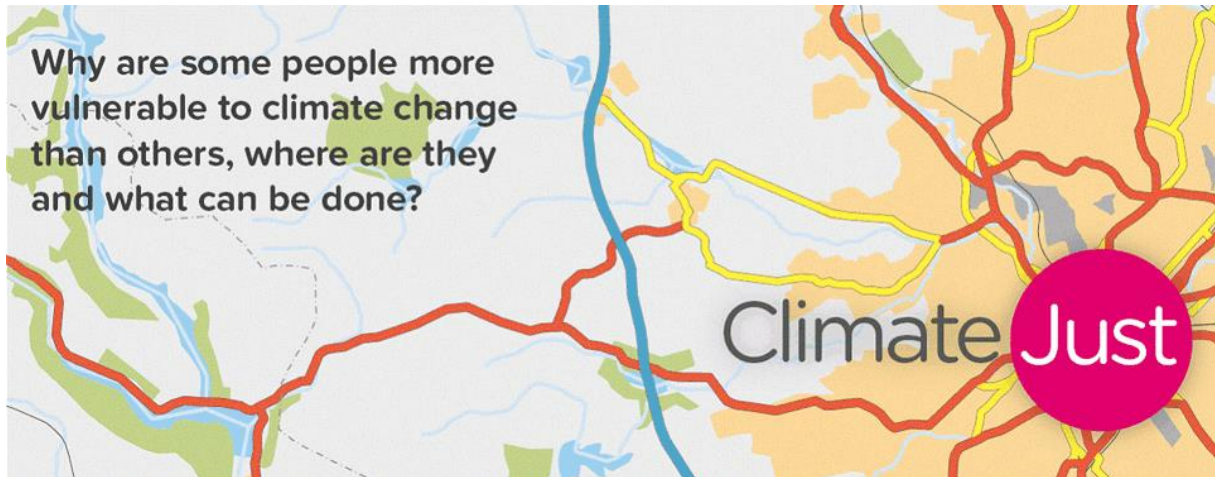 Why are some people more
vulnerable to climate change
than others, where are they
and what can be done?
Climate Just